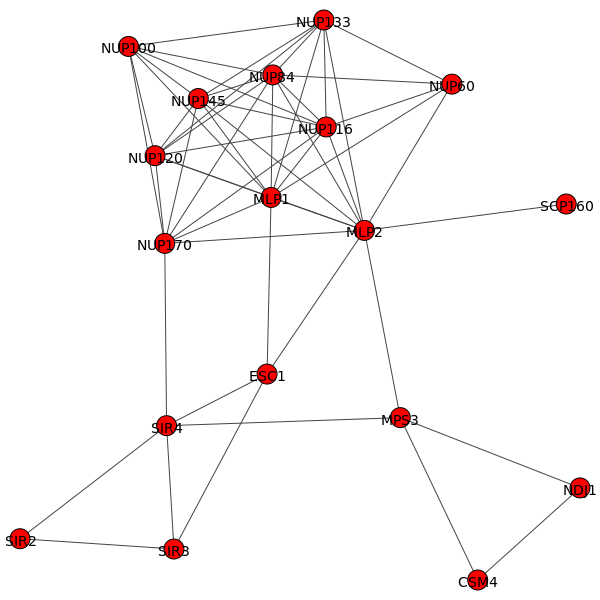 NUP133
NUP100
NUP84
NUP60
NUP145
NUP116
NUP120
MLP1
SCP160
MLP2
NUP170
ESC1
MPS3
SIR4
NDJ1
SIR2
SIR3
CSM4